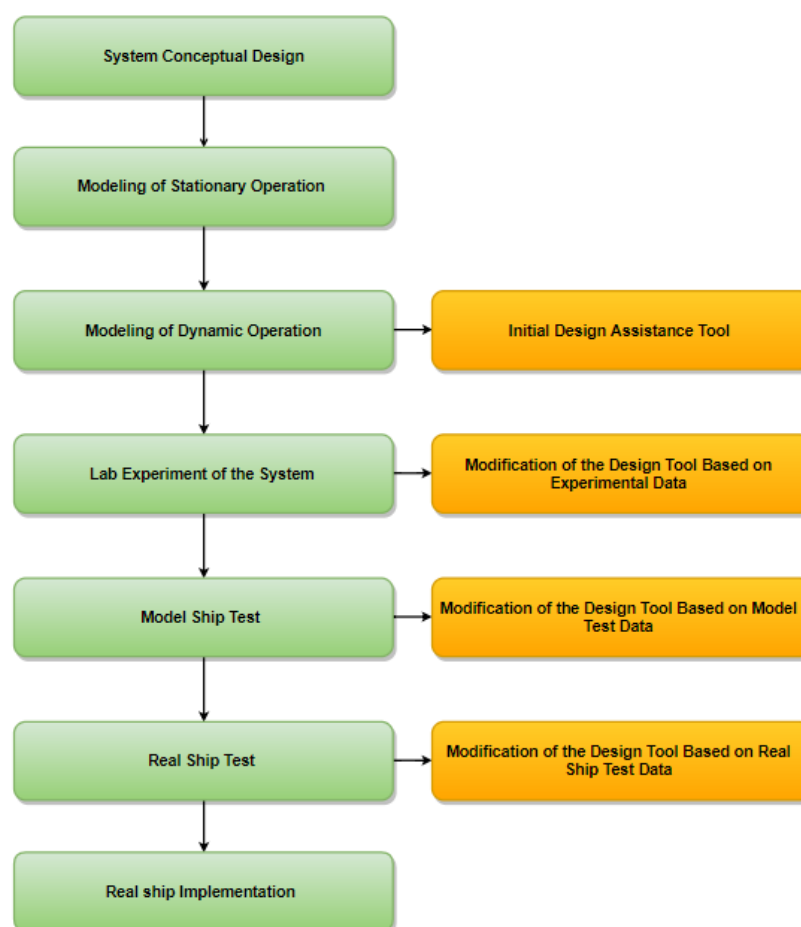 System Conceptual Design
Modeling of Stationary Operation
Modeling of Dynamic Operation
Initial Design Assistance Tool
Lab Experiment of the System
Modification of the Design Tool Based on
Experimental Data
Model Ship Test
Modification of the Design Tool Based on Model
Test Data
Real Ship Test
Modification of the Design Tool Based on Real
Ship Test Data
Real ship Implementation